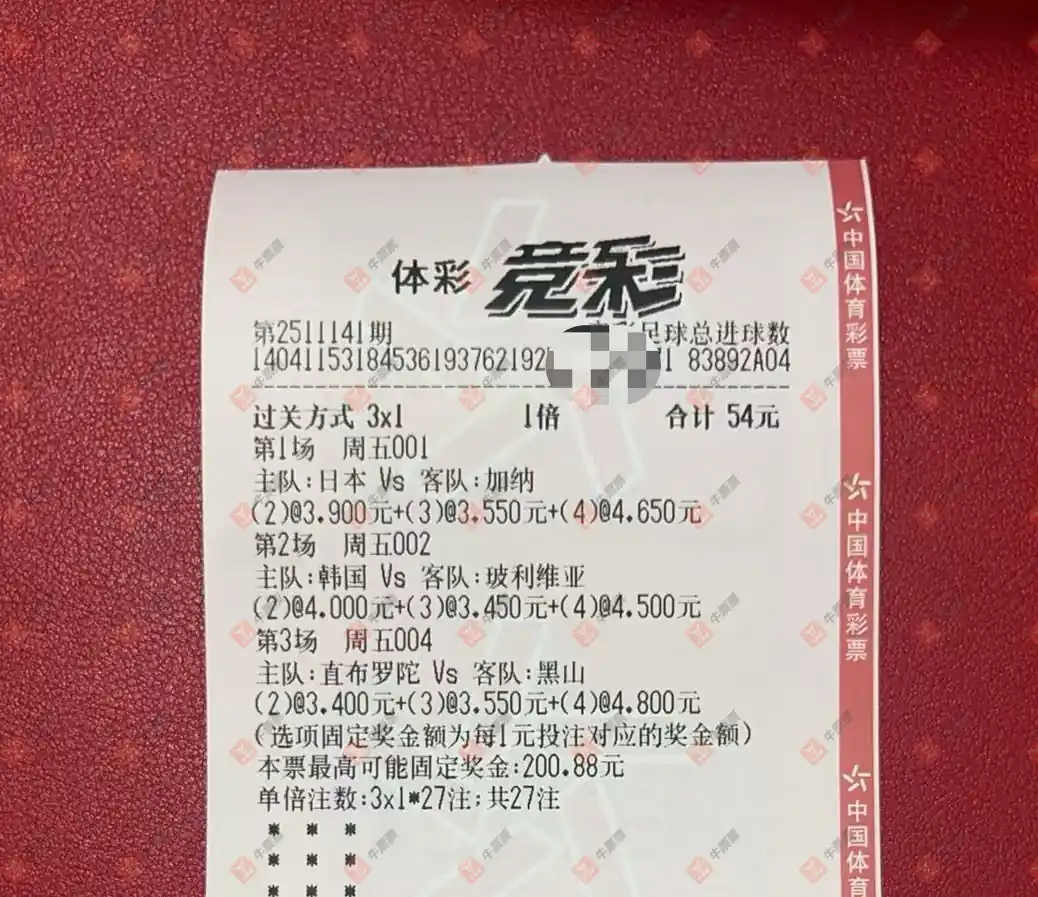 体彩 竞彩
第2511141期 足球总进球数
14041153184536193762192 83892A04
过关方式 3x1 1倍 合计 54元
第1场 周五001
主队:日本 Vs 客队:加纳
(2)@3.900元+(3)@3.550元+(4)@4.650元
第2场 周五002
主队:韩国 Vs 客队:玻利维亚
(2)@4.000元+(3)@3.450元+(4)@4.500元
第3场 周五004
主队:直布罗陀 Vs 客队:黑山
(2)@3.400元+(3)@3.550元+(4)@4.800元
(选项固定奖金额为每1元投注对应的奖金额)
本票最高可能固定奖金:200.88元
单倍注数:3x1*27注;共27注
* * *
* * *
* * *
中国体育彩票
中国体育彩票
中国体育